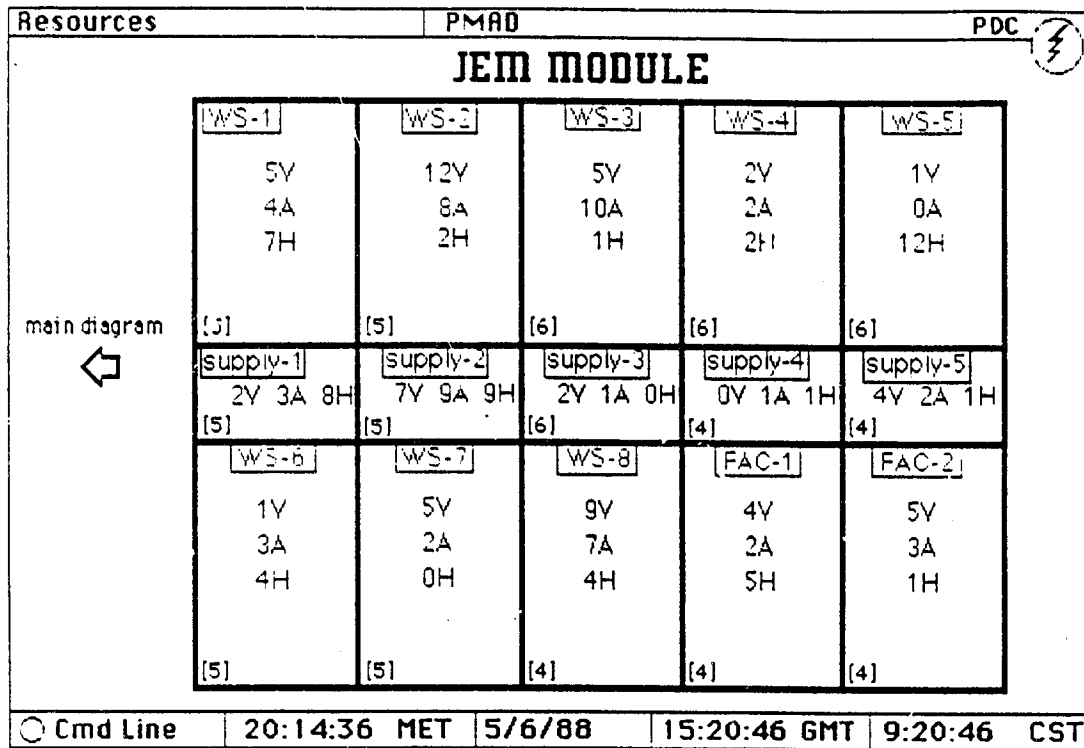 Resources PMAD PDC
JEM MODULE
WS-1 WS-2 WS-3 WS-4 WS-5
5V 12V 5V 2V 1V
4A 8A 10A 2A 0A
7H 2H 1H 2H 12H
[5] [6] [6] [6]
main diagram
supply-1 supply-2 supply-3 supply-4 supply-5
2V 3A 8H 7V 9A 9H 2V 1A 0H 0V 1A 1H 4V 2A 1H
[5] [5] [6] [4] [4]
WS-6 WS-7 WS-8 FAC-1 FAC-2
1V 5V 9V 4V 5V
3A 2A 7A 2A 3A
4H 0H 4H 5H 1H
[5] [5] [4] [4] [4]
Cmd Line 20:14:36 MET 5/6/88 15:20:46 GMT 9:20:46 CST